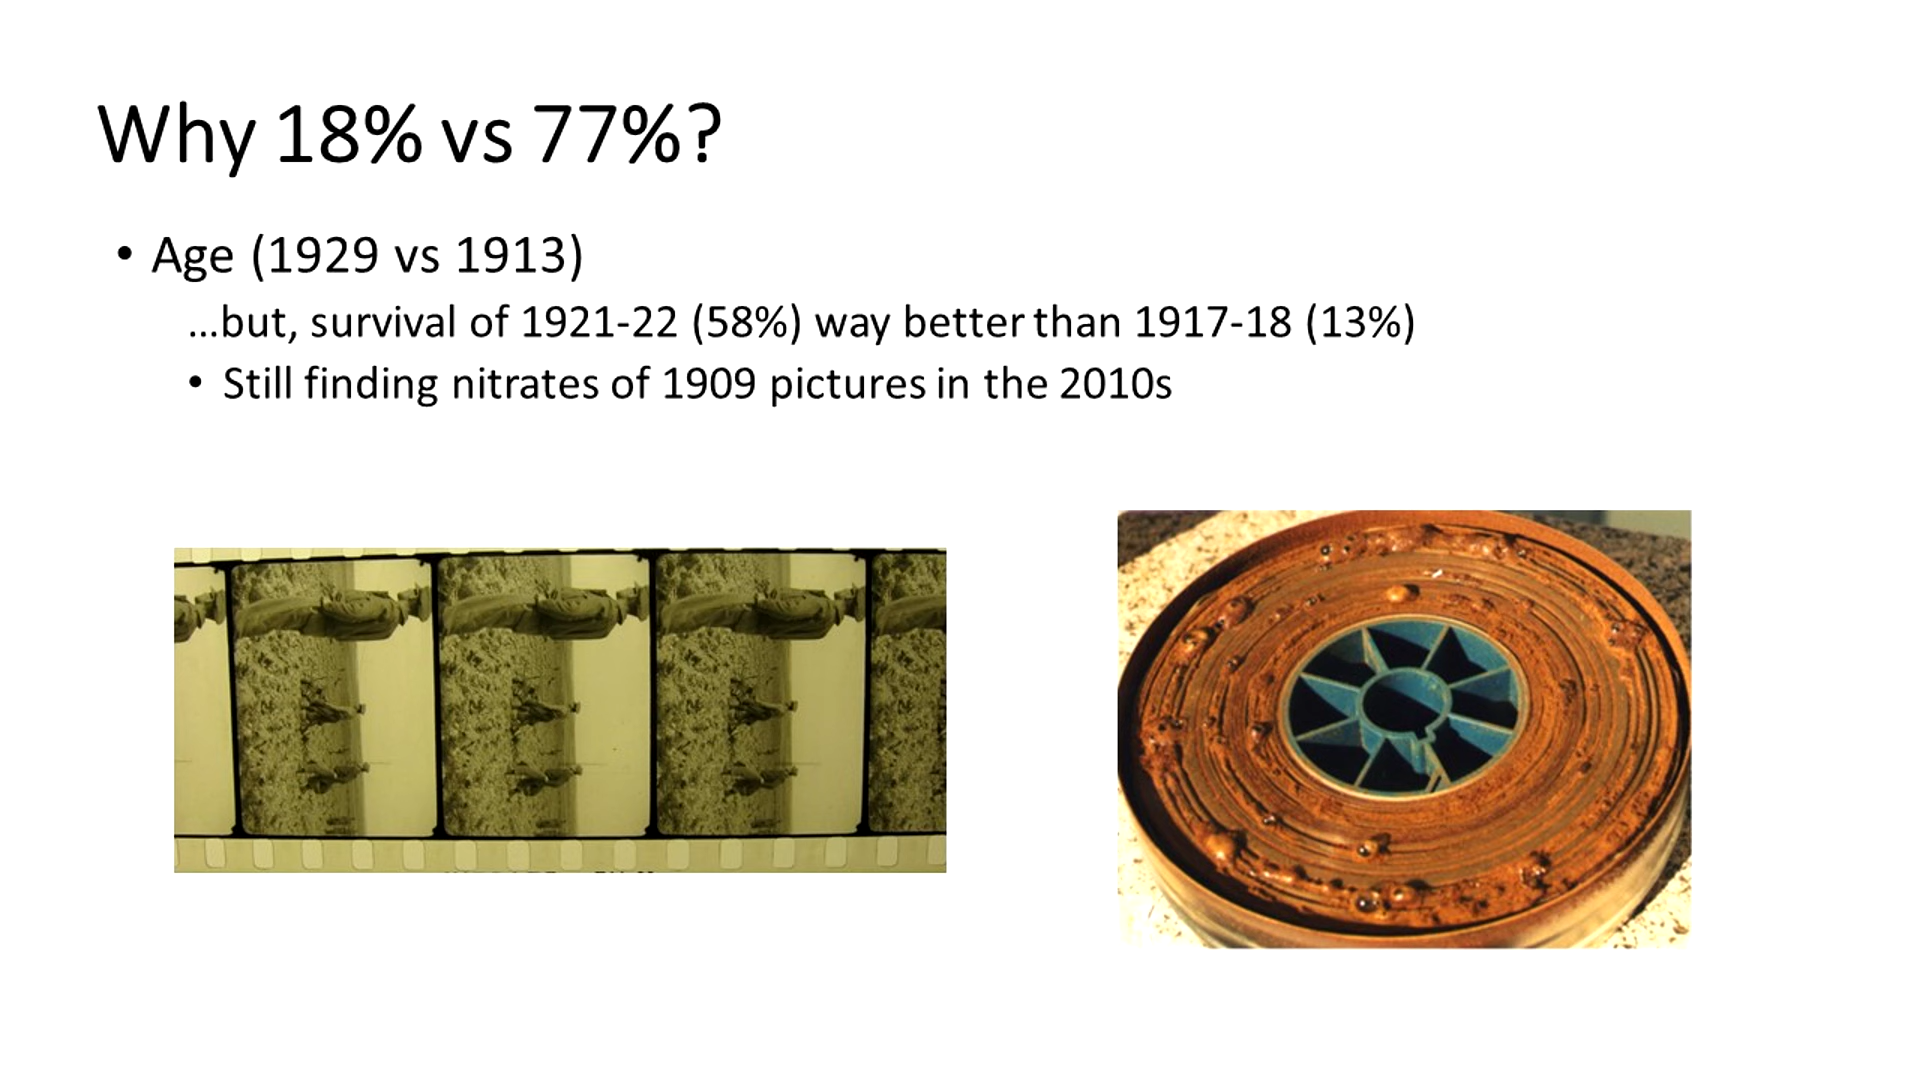 Why 18% vs 77%?
• Age (1929 vs 1913)
…but, survival of 1921-22 (58%) way better than 1917-18 (13%)
• Still finding nitrates of 1909 pictures in the 2010s